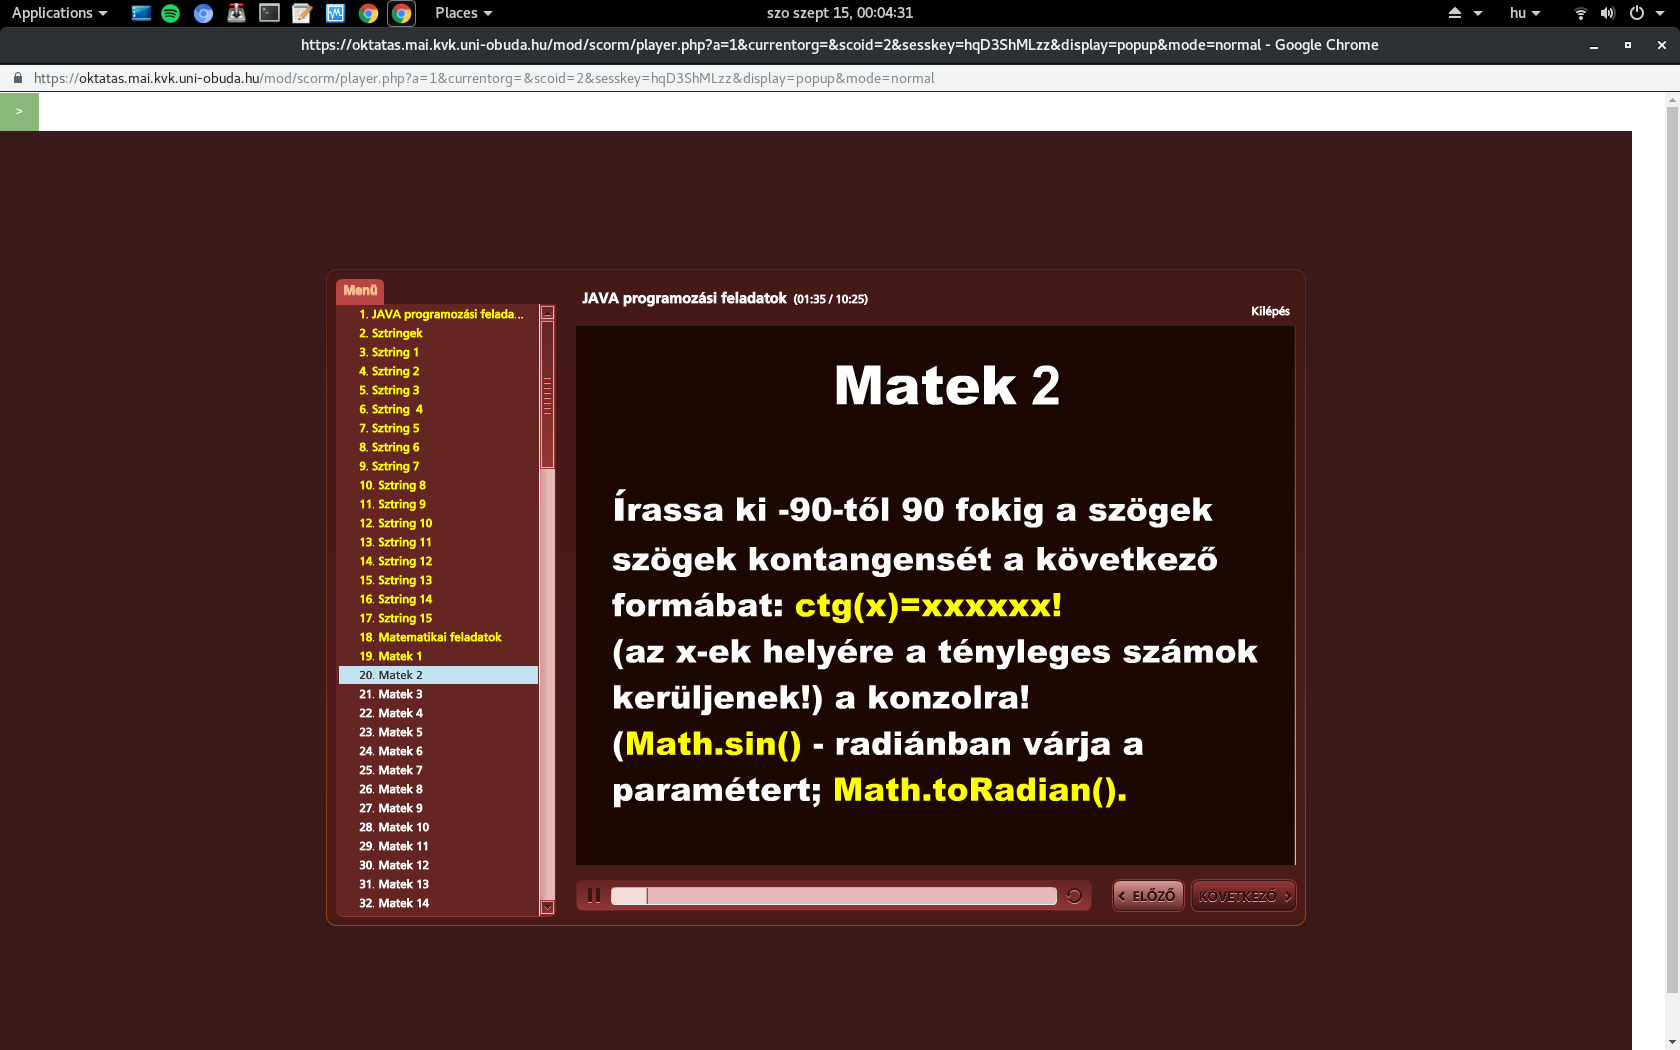 Applications
Places
szo szept 15, 00:04:31
hu
https://oktatas.mai.kvk.uni-obuda.hu/mod/scorm/player.php?a=1&currentorg=&scoid=2&sesskey=hqD3ShMLzz&display=popup&mode=normal - Google Chrome
https://oktatas.mai.kvk.uni-obuda.hu/mod/scorm/player.php?a=1&currentorg=&scoid=2&sesskey=hqD3ShMLzz&display=popup&mode=normal
>
Menü
1. JAVA programozási felada...
2. Sztringek
3. Sztring 1
4. Sztring 2
5. Sztring 3
6. Sztring 4
7. Sztring 5
8. Sztring 6
9. Sztring 7
10. Sztring 8
11. Sztring 9
12. Sztring 10
13. Sztring 11
14. Sztring 12
15. Sztring 13
16. Sztring 14
17. Sztring 15
18. Matematikai feladatok
19. Matek 1
20. Matek 2
21. Matek 3
22. Matek 4
23. Matek 5
24. Matek 6
25. Matek 7
26. Matek 8
27. Matek 9
28. Matek 10
29. Matek 11
30. Matek 12
31. Matek 13
32. Matek 14
JAVA programozási feladatok (01:35 / 10:25)
Kilépés
Matek 2
Írassa ki -90-től 90 fokig a szögek
szögek kontangensét a következő
formábat: ctg(x)=xxxxxx!
(az x-ek helyére a tényleges számok
kerüljenek!) a konzolra!
(Math.sin() - radiánban várja a
paramétert; Math.toRadian().
< ELŐZŐ
KÖVETKEZŐ >